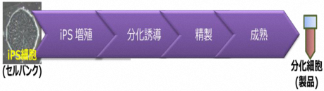 iPS細胞
(セルバンク)
iPS 増殖
分化誘導
精製
成熟
分化細胞
(製品)